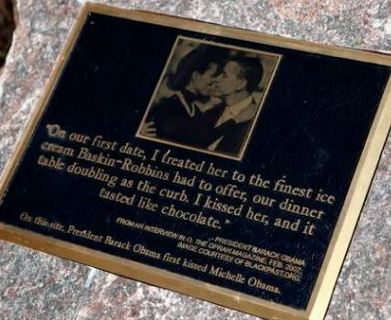 "On our first date, I treated her to the finest ice
cream Baskin-Robbins had to offer, our dinner
table doubling as the curb. I kissed her, and it
tasted like chocolate. "
- PRESIDENT BARACK OBAMA
FROM AN INTERVIEW IN O, THE OPRAH MAGAZINE, FEB. 2007.
IMAGE COURTESY OF BLACKPAST.ORG.
On this site, President Barack Obama first kissed Michelle Obama.